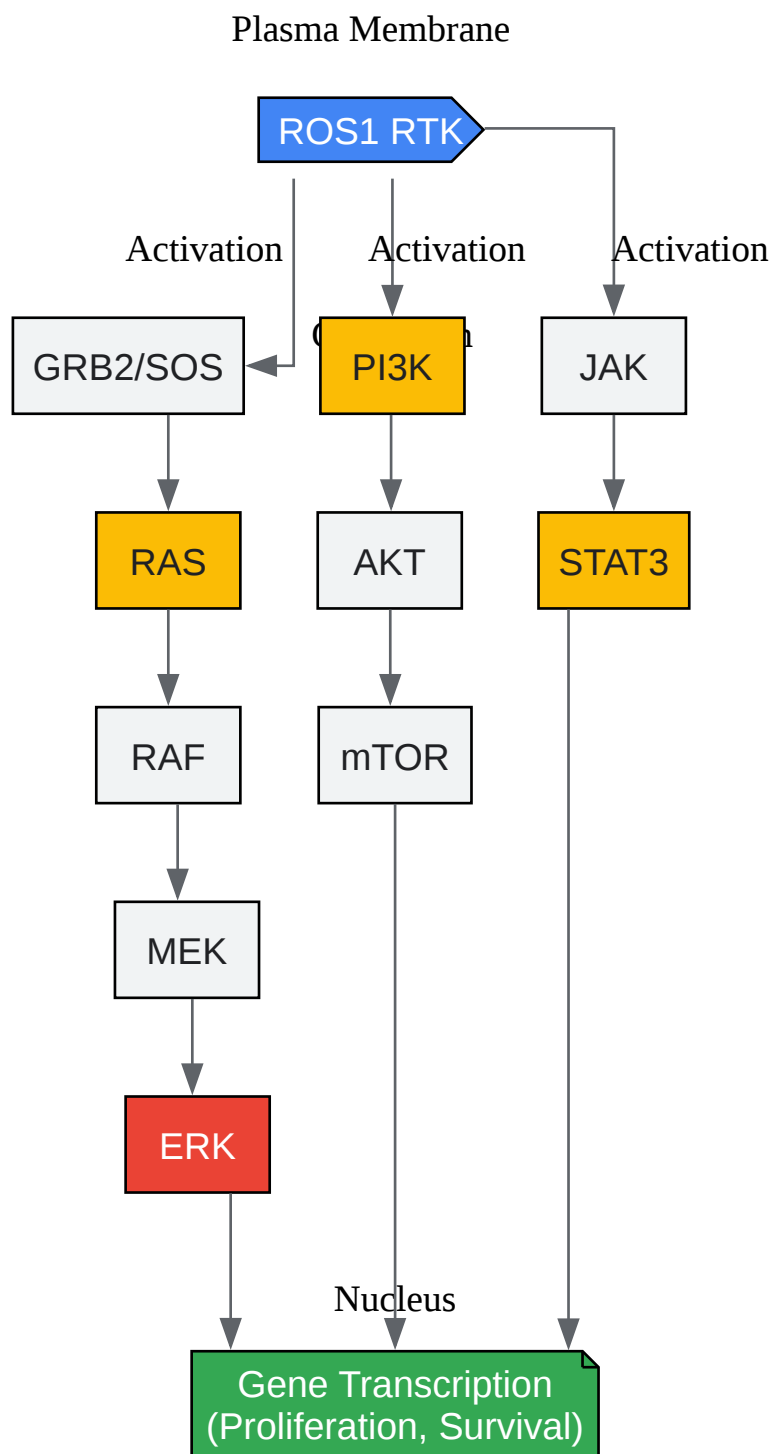 Plasma Membrane
ROS1 RTK
Activation
Activation
Activation
GRB2/SOS
PI3K
JAK
RAS
AKT
STAT3
RAF
mTOR
MEK
ERK
Nucleus
Gene Transcription
(Proliferation, Survival)